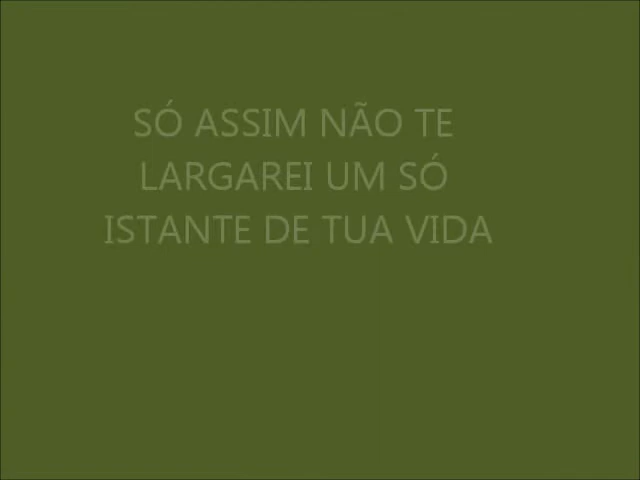 SÓ ASSIM NÃO TE
LARGAREI UM SÓ
ISTANTE DE TUA VIDA